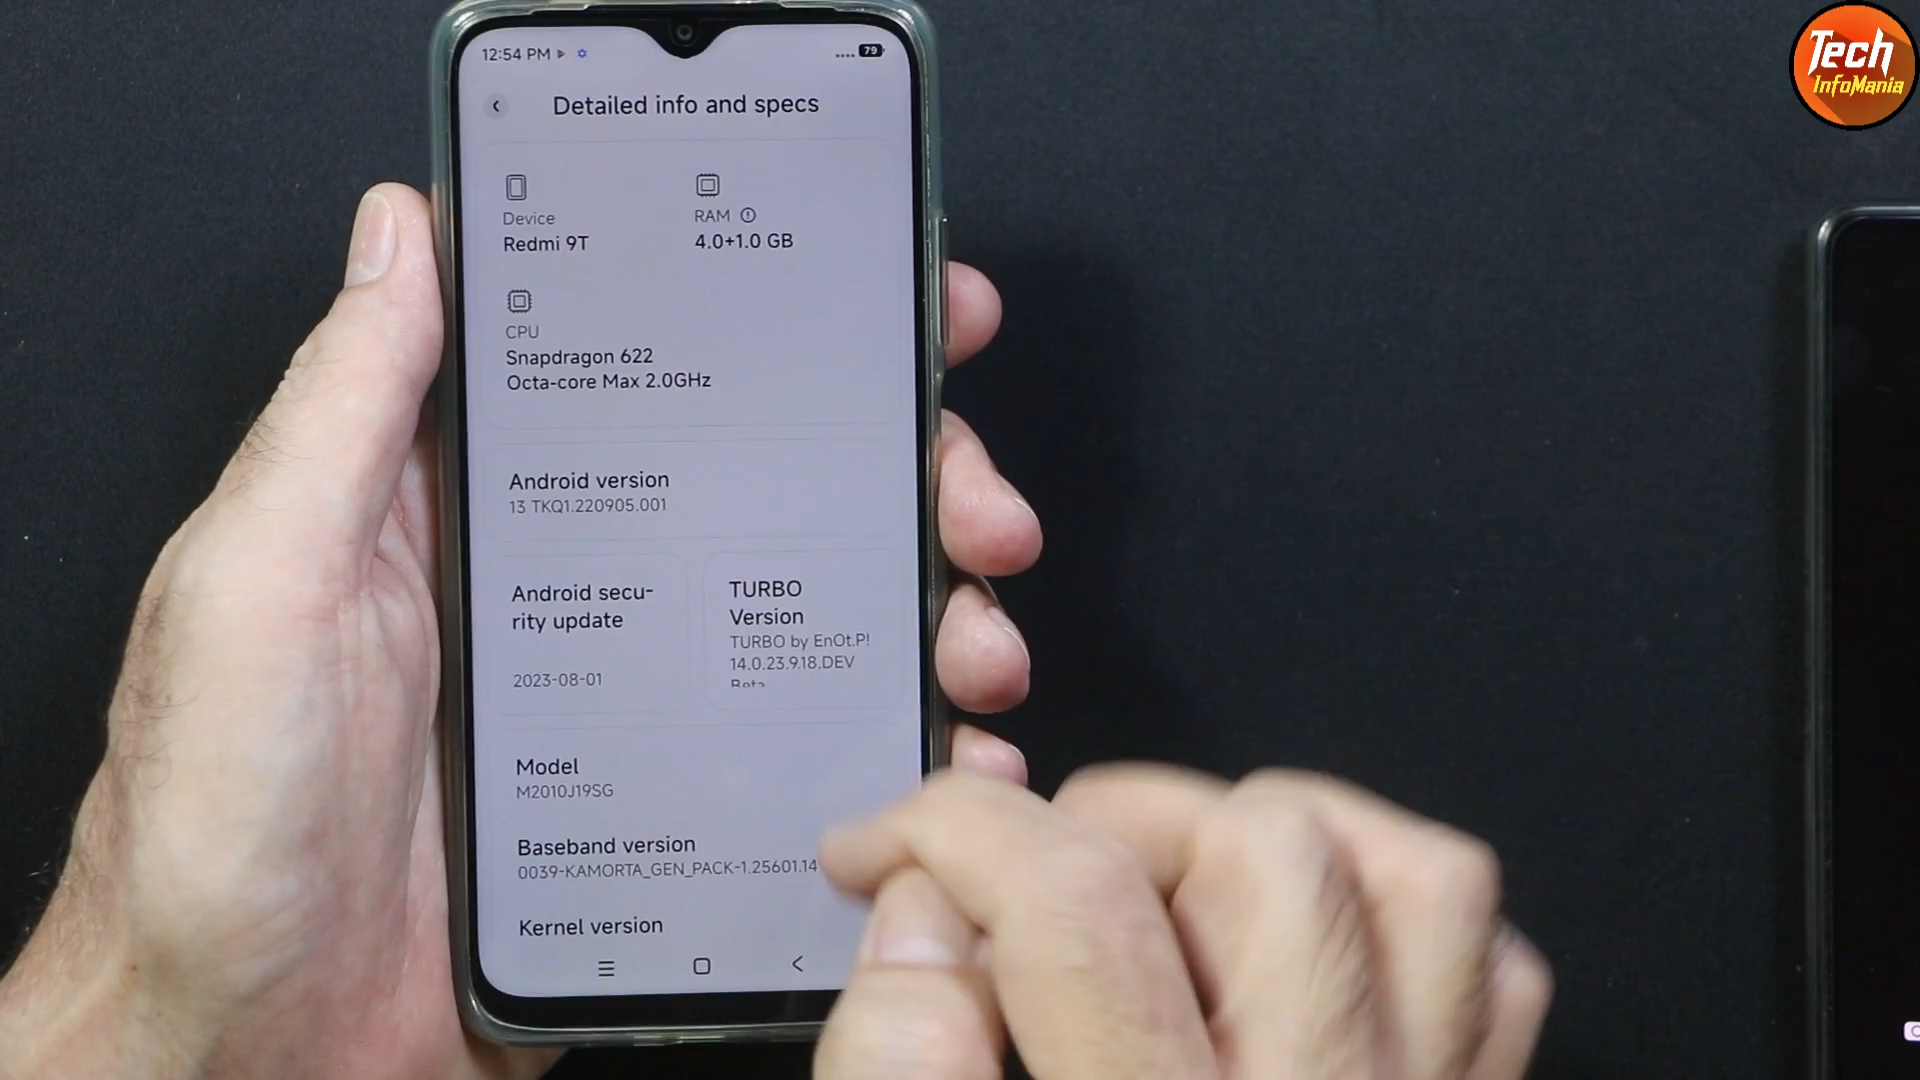 Tech
InfoMania
12:54 PM
79
Detailed info and specs
Device
Redmi 9T
RAM
4.0+1.0 GB
CPU
Snapdragon 622
Octa-core Max 2.0GHz
Android version
13 TKQ1.220905.001
Android secu-
rity update
2023-08-01
TURBO
Version
TURBO by EnOt.P!
14.0.23.9.18.DEV
Beta
Model
M2010J19SG
Baseband version
0039-KAMORTA_GEN_PACK-1.25601.14
Kernel version